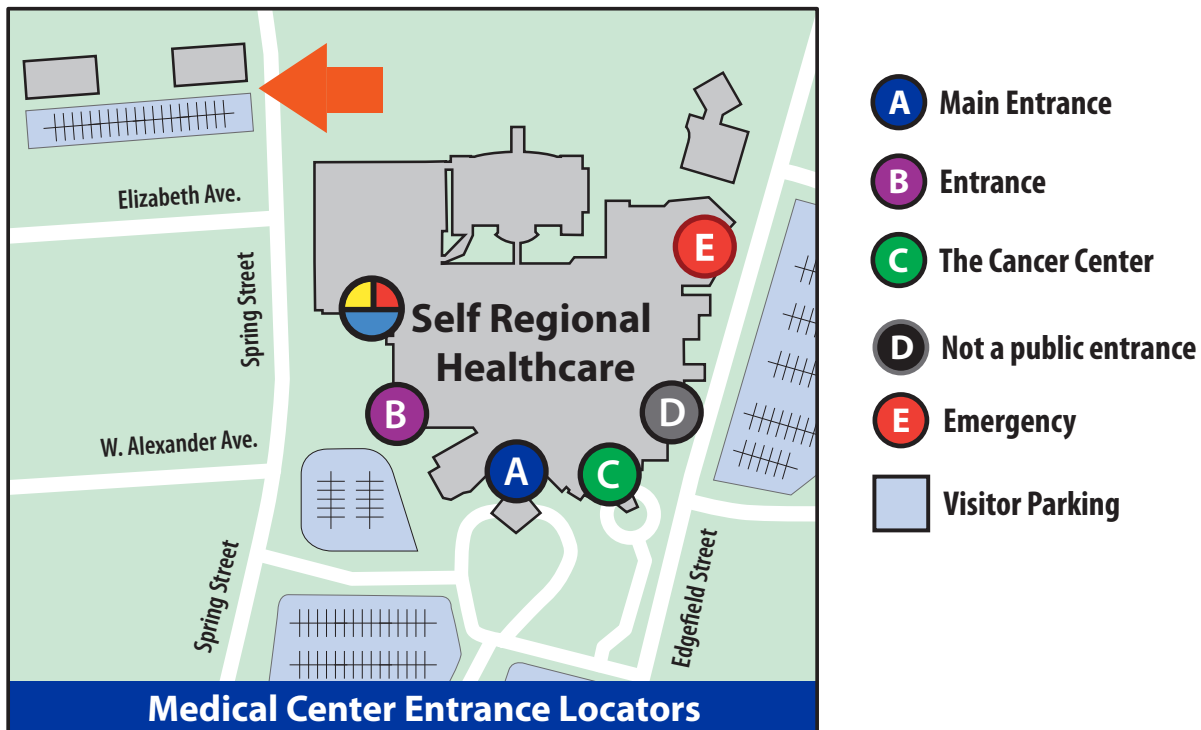 Elizabeth Ave.
Spring Street
W. Alexander Ave.
Spring Street
Edgefield Street
Self Regional
Healthcare
E
B
D
A
C
Medical Center Entrance Locators
A Main Entrance
B Entrance
C The Cancer Center
D Not a public entrance
E Emergency
Visitor Parking